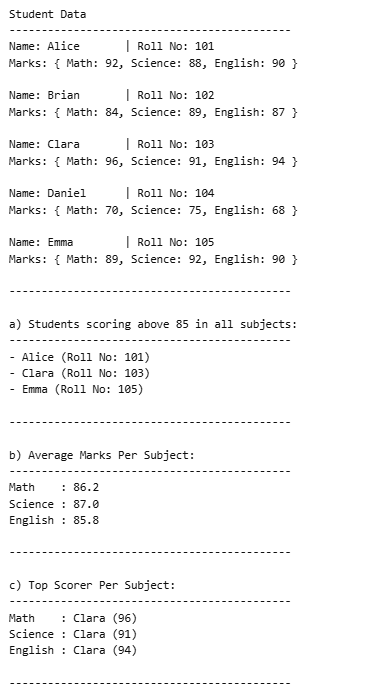 Student Data
--------------------------------------------
Name: Alice       | Roll No: 101
Marks: { Math: 92, Science: 88, English: 90 }
Name: Brian       | Roll No: 102
Marks: { Math: 84, Science: 89, English: 87 }
Name: Clara       | Roll No: 103
Marks: { Math: 96, Science: 91, English: 94 }
Name: Daniel      | Roll No: 104
Marks: { Math: 70, Science: 75, English: 68 }
Name: Emma        | Roll No: 105
Marks: { Math: 89, Science: 92, English: 90 }
--------------------------------------------
a) Students scoring above 85 in all subjects:
--------------------------------------------
- Alice (Roll No: 101)
- Clara (Roll No: 103)
- Emma (Roll No: 105)
--------------------------------------------
b) Average Marks Per Subject:
--------------------------------------------
Math    : 86.2
Science : 87.0
English : 85.8
--------------------------------------------
c) Top Scorer Per Subject:
--------------------------------------------
Math    : Clara (96)
Science : Clara (91)
English : Clara (94)
--------------------------------------------